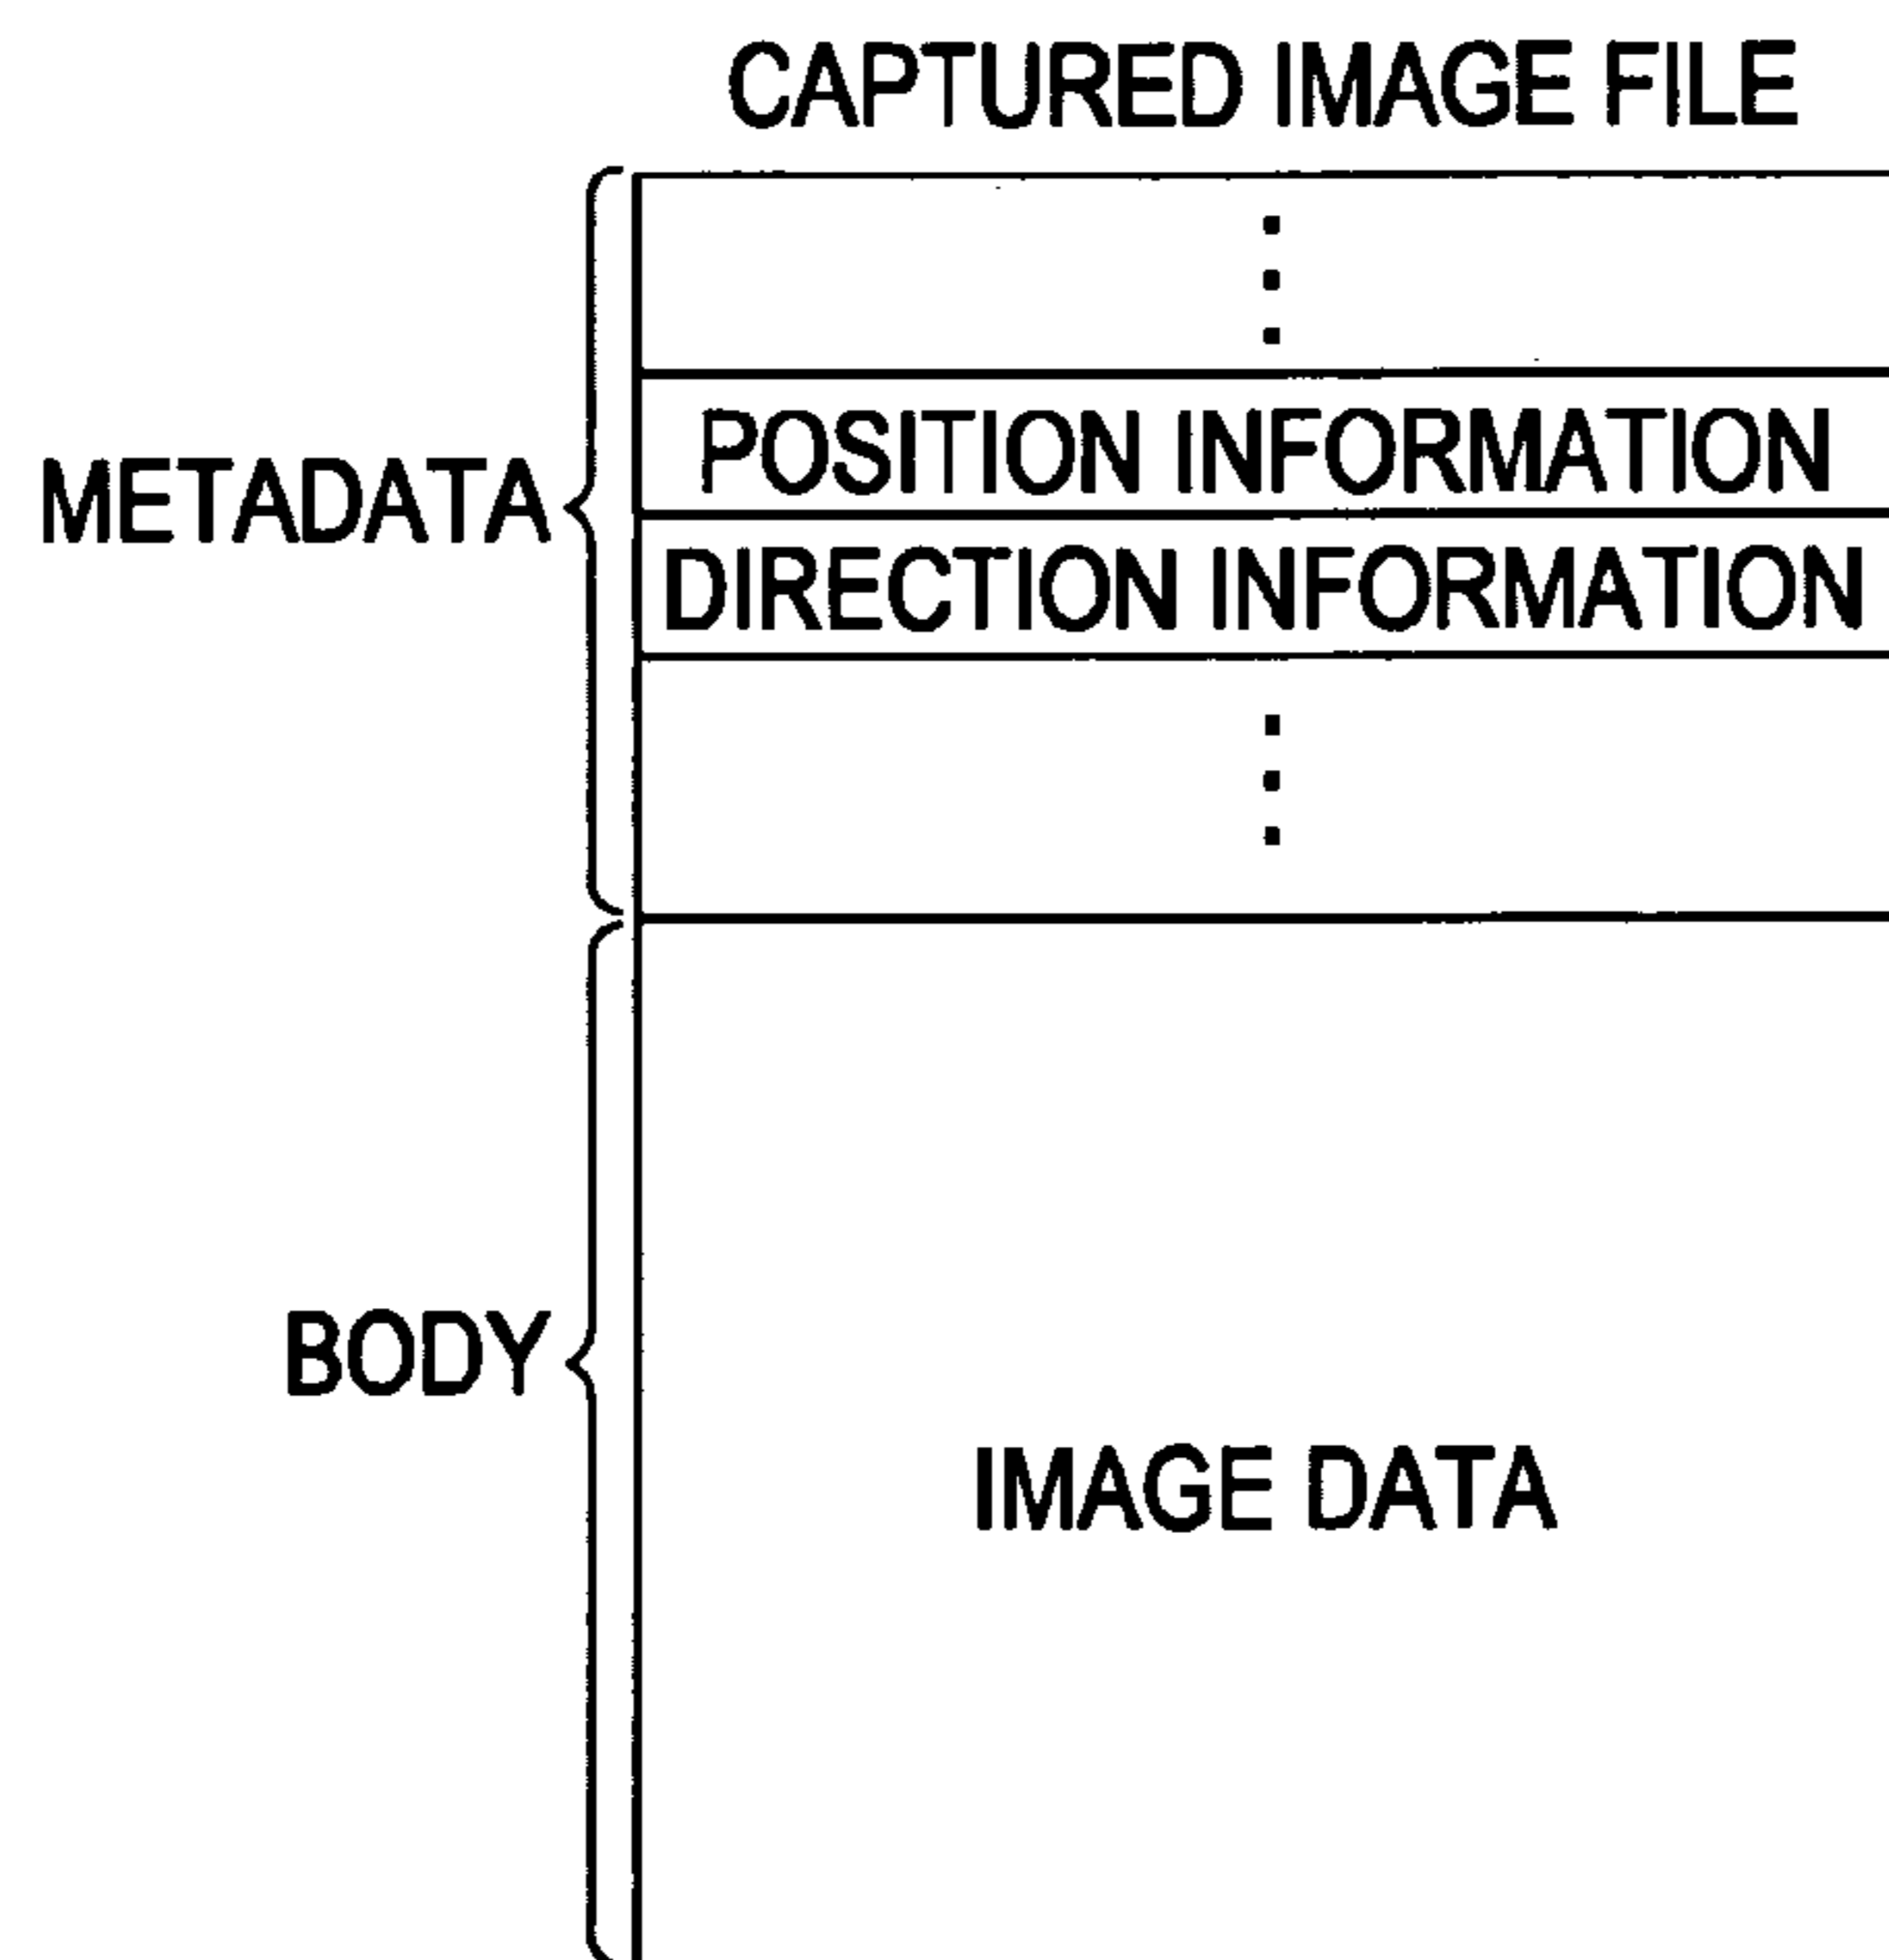 CAPTURED IMAGE FILE
POSITION INFORMATION
METADATA
DIRECTION INFORMATION
BODY
IMAGE DATA